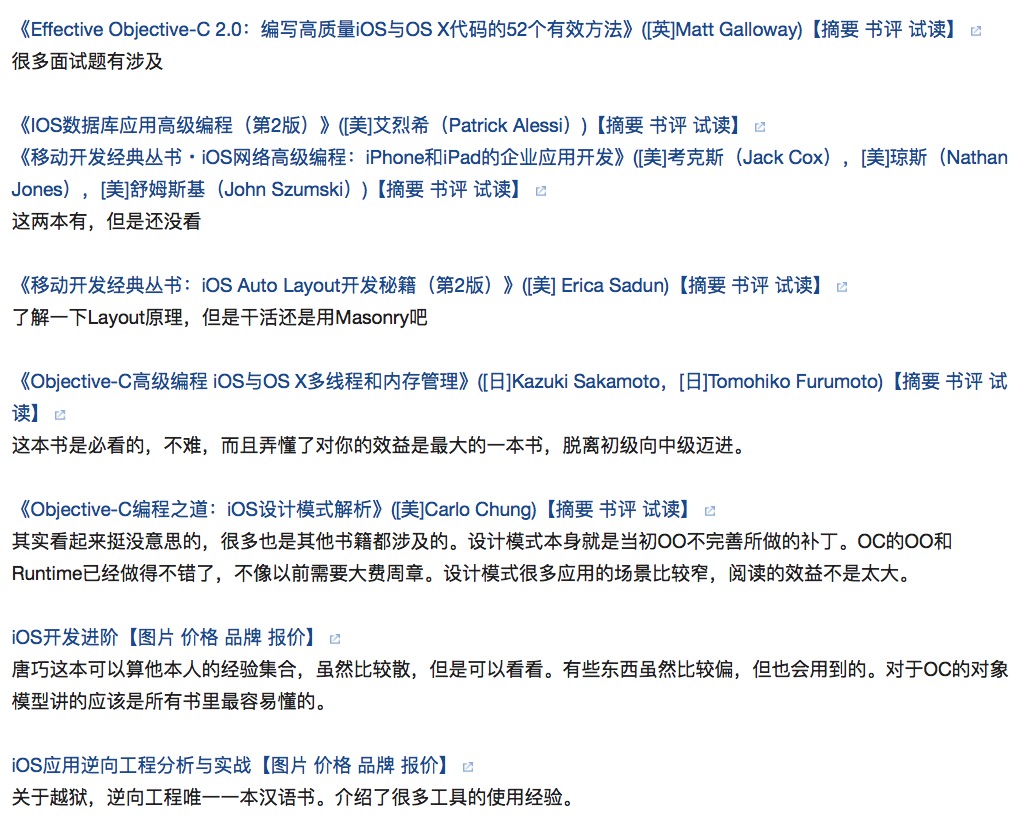 《Effective Objective-C 2.0：编写高质量iOS与OS X代码的52个有效方法》([英]Matt Galloway)【摘要 书评 试读】
很多面试题有涉及
《IOS数据库应用高级编程（第2版）》([美]艾烈希（Patrick Alessi）)【摘要 书评 试读】
《移动开发经典丛书·iOS网络高级编程：iPhone和iPad的企业应用开发》([美]考克斯（Jack Cox），[美]琼斯（Nathan
Jones），[美]舒姆斯基（John Szumski）)【摘要 书评 试读】
这两本有，但是还没看
《移动开发经典丛书：iOS Auto Layout开发秘籍（第2版）》([美] Erica Sadun)【摘要 书评 试读】
了解一下Layout原理，但是干活还是用Masonry吧
《Objective-C高级编程 iOS与OS X多线程和内存管理》([日]Kazuki Sakamoto，[日]Tomohiko Furumoto)【摘要 书评 试
读】
这本书是必看的，不难，而且弄懂了对你的效益是最大的一本书，脱离初级向中级迈进。
《Objective-C编程之道：iOS设计模式解析》([美]Carlo Chung)【摘要 书评 试读】
其实看起来挺没意思的，很多也是其他书籍都涉及的。设计模式本身就是当初OO不完善所做的补丁。OC的OO和
Runtime已经做得不错了，不像以前需要大费周章。设计模式很多应用的场景比较窄，阅读的效益不是太大。
iOS开发进阶【图片 价格 品牌 报价】
唐巧这本可以算他本人的经验集合，虽然比较散，但是可以看看。有些东西虽然比较偏，但也会用到的。对于OC的对象
模型讲的应该是所有书里最容易懂的。
iOS应用逆向工程分析与实战【图片 价格 品牌 报价】
关于越狱，逆向工程唯一一本汉语书。介绍了很多工具的使用经验。